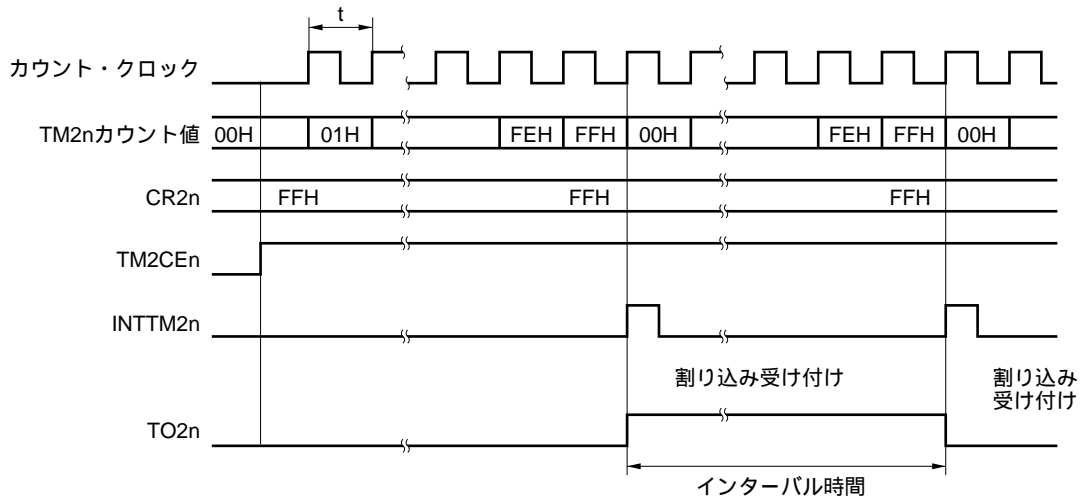 t
カウント・クロック
TM2nカウント値 00H 01H FEH FFH 00H FEH FFH 00H
CR2n FFH FFH FFH
TM2CEn
INTTM2n
割り込み受け付け 割り込み
受け付け
TO2n
インターバル時間